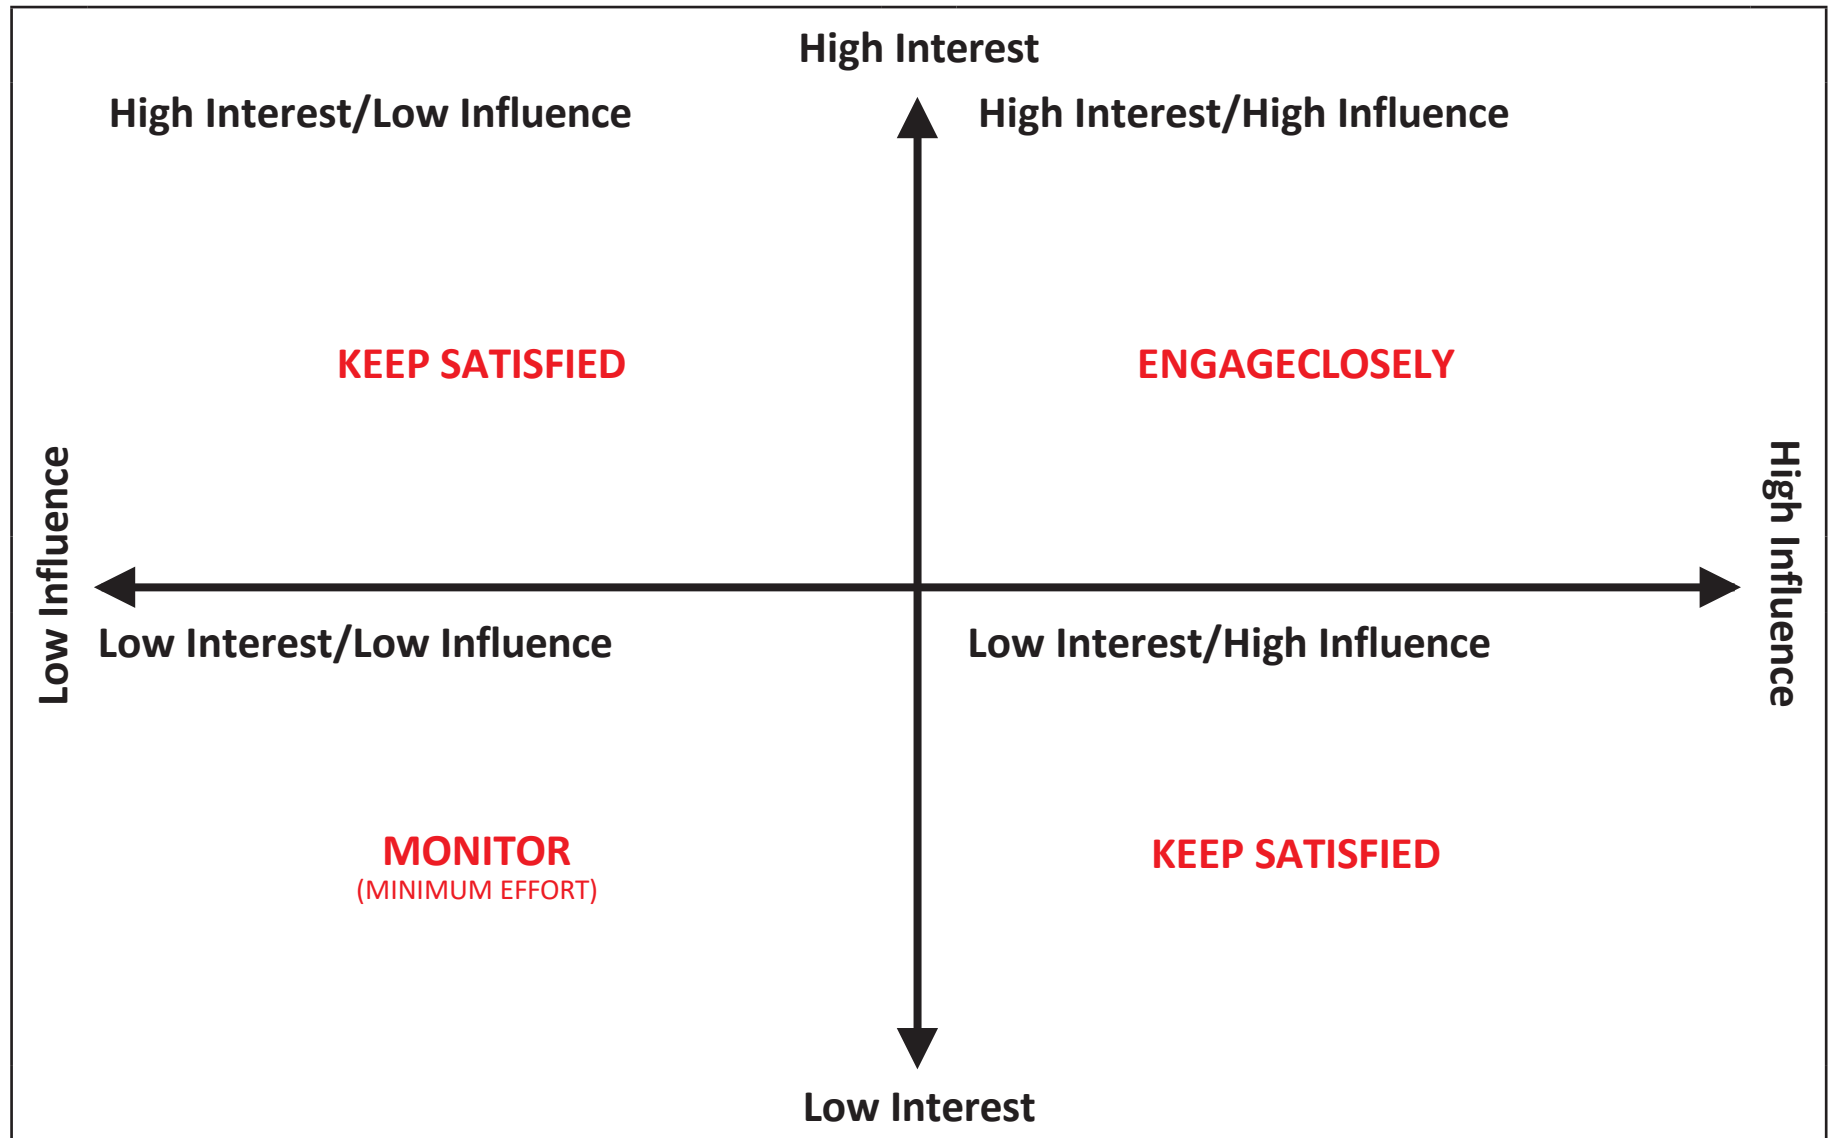 High Interest
High Interest/Low Influence
High Interest/High Influence
KEEP SATISFIED
ENGAGECLOSELY
Low Influence
High Influence
Low Interest/Low Influence
Low Interest/High Influence
MONITOR
(MINIMUM EFFORT)
KEEP SATISFIED
Low Interest